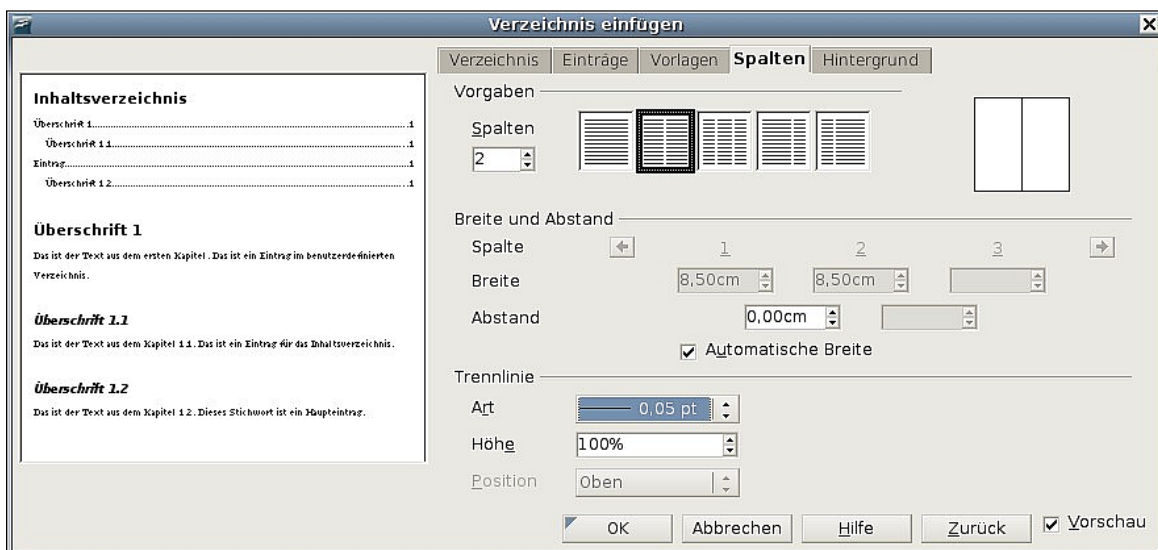 Verzeichnis einfügen
Verzeichnis Einträge Vorlagen Spalten Hintergrund
Inhaltsverzeichnis
Überschrift 1....1
Überschrift 1.1....1
Eintrag....1
Überschrift 1.2....1
Überschrift 1
Das ist der Text aus dem ersten Kapitel. Das ist ein Eintrag im benutzerdefinierten
Verzeichnis.
Überschrift 1.1
Das ist der Text aus dem Kapitel 1.1. Das ist ein Eintrag für das Inhaltsverzeichnis.
Überschrift 1.2
Das ist der Text aus dem Kapitel 1.2. Dieses Stichwort ist ein Haupteintrag.
Vorgaben
Spalten
2
Breite und Abstand
Spalte 1 2 3
Breite 8,50cm 8,50cm
Abstand 0,00cm
Automatische Breite
Trennlinie
Art 0,05 pt
Höhe 100%
Position Oben
OK Abbrechen Hilfe Zurück Vorschau